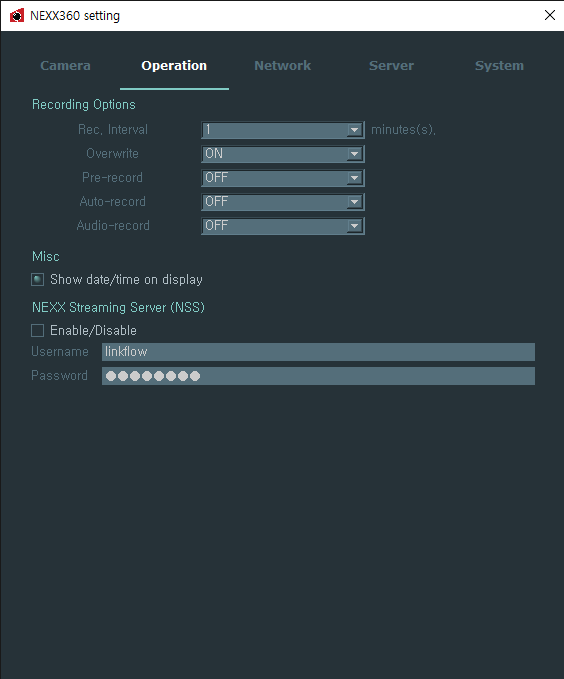 NEXX360 setting
Camera Operation Network Server System
Recording Options
Rec. Interval 1 minutes(s).
Overwrite ON
Pre-record OFF
Auto-record OFF
Audio-record OFF
Misc
Show date/time on display
NEXX Streaming Server (NSS)
Enable/Disable
Username linkflow
Password ●●●●●●●●